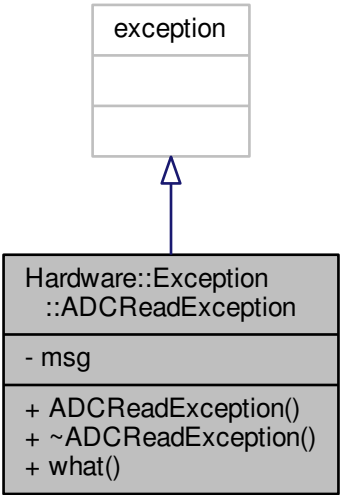 exception
Hardware::Exception
::ADCReadException
- msg
+ ADCReadException()
+ ~ADCReadException()
+ what()